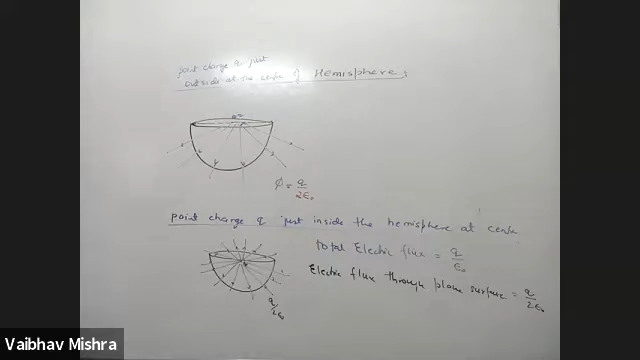 point charge q just
outside at the centre of Hemisphere;
φ = q/2ε₀
point charge q just inside the hemisphere at centre
total Electric flux = q/ε₀
Electric flux through plane surface = q/2ε₀
q/2ε₀
Vaibhav Mishra